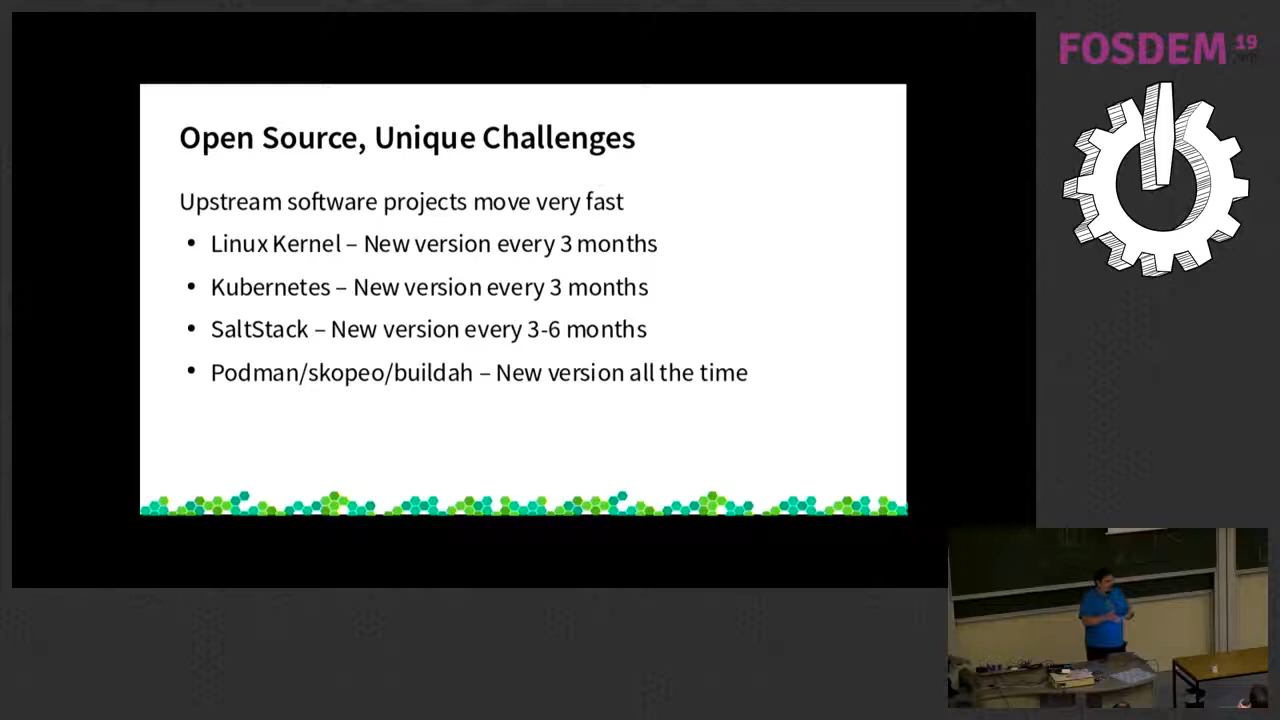 FOSDEM 19
Open Source, Unique Challenges
Upstream software projects move very fast
• Linux Kernel – New version every 3 months
• Kubernetes – New version every 3 months
• SaltStack – New version every 3-6 months
• Podman/skopeo/buildah – New version all the time